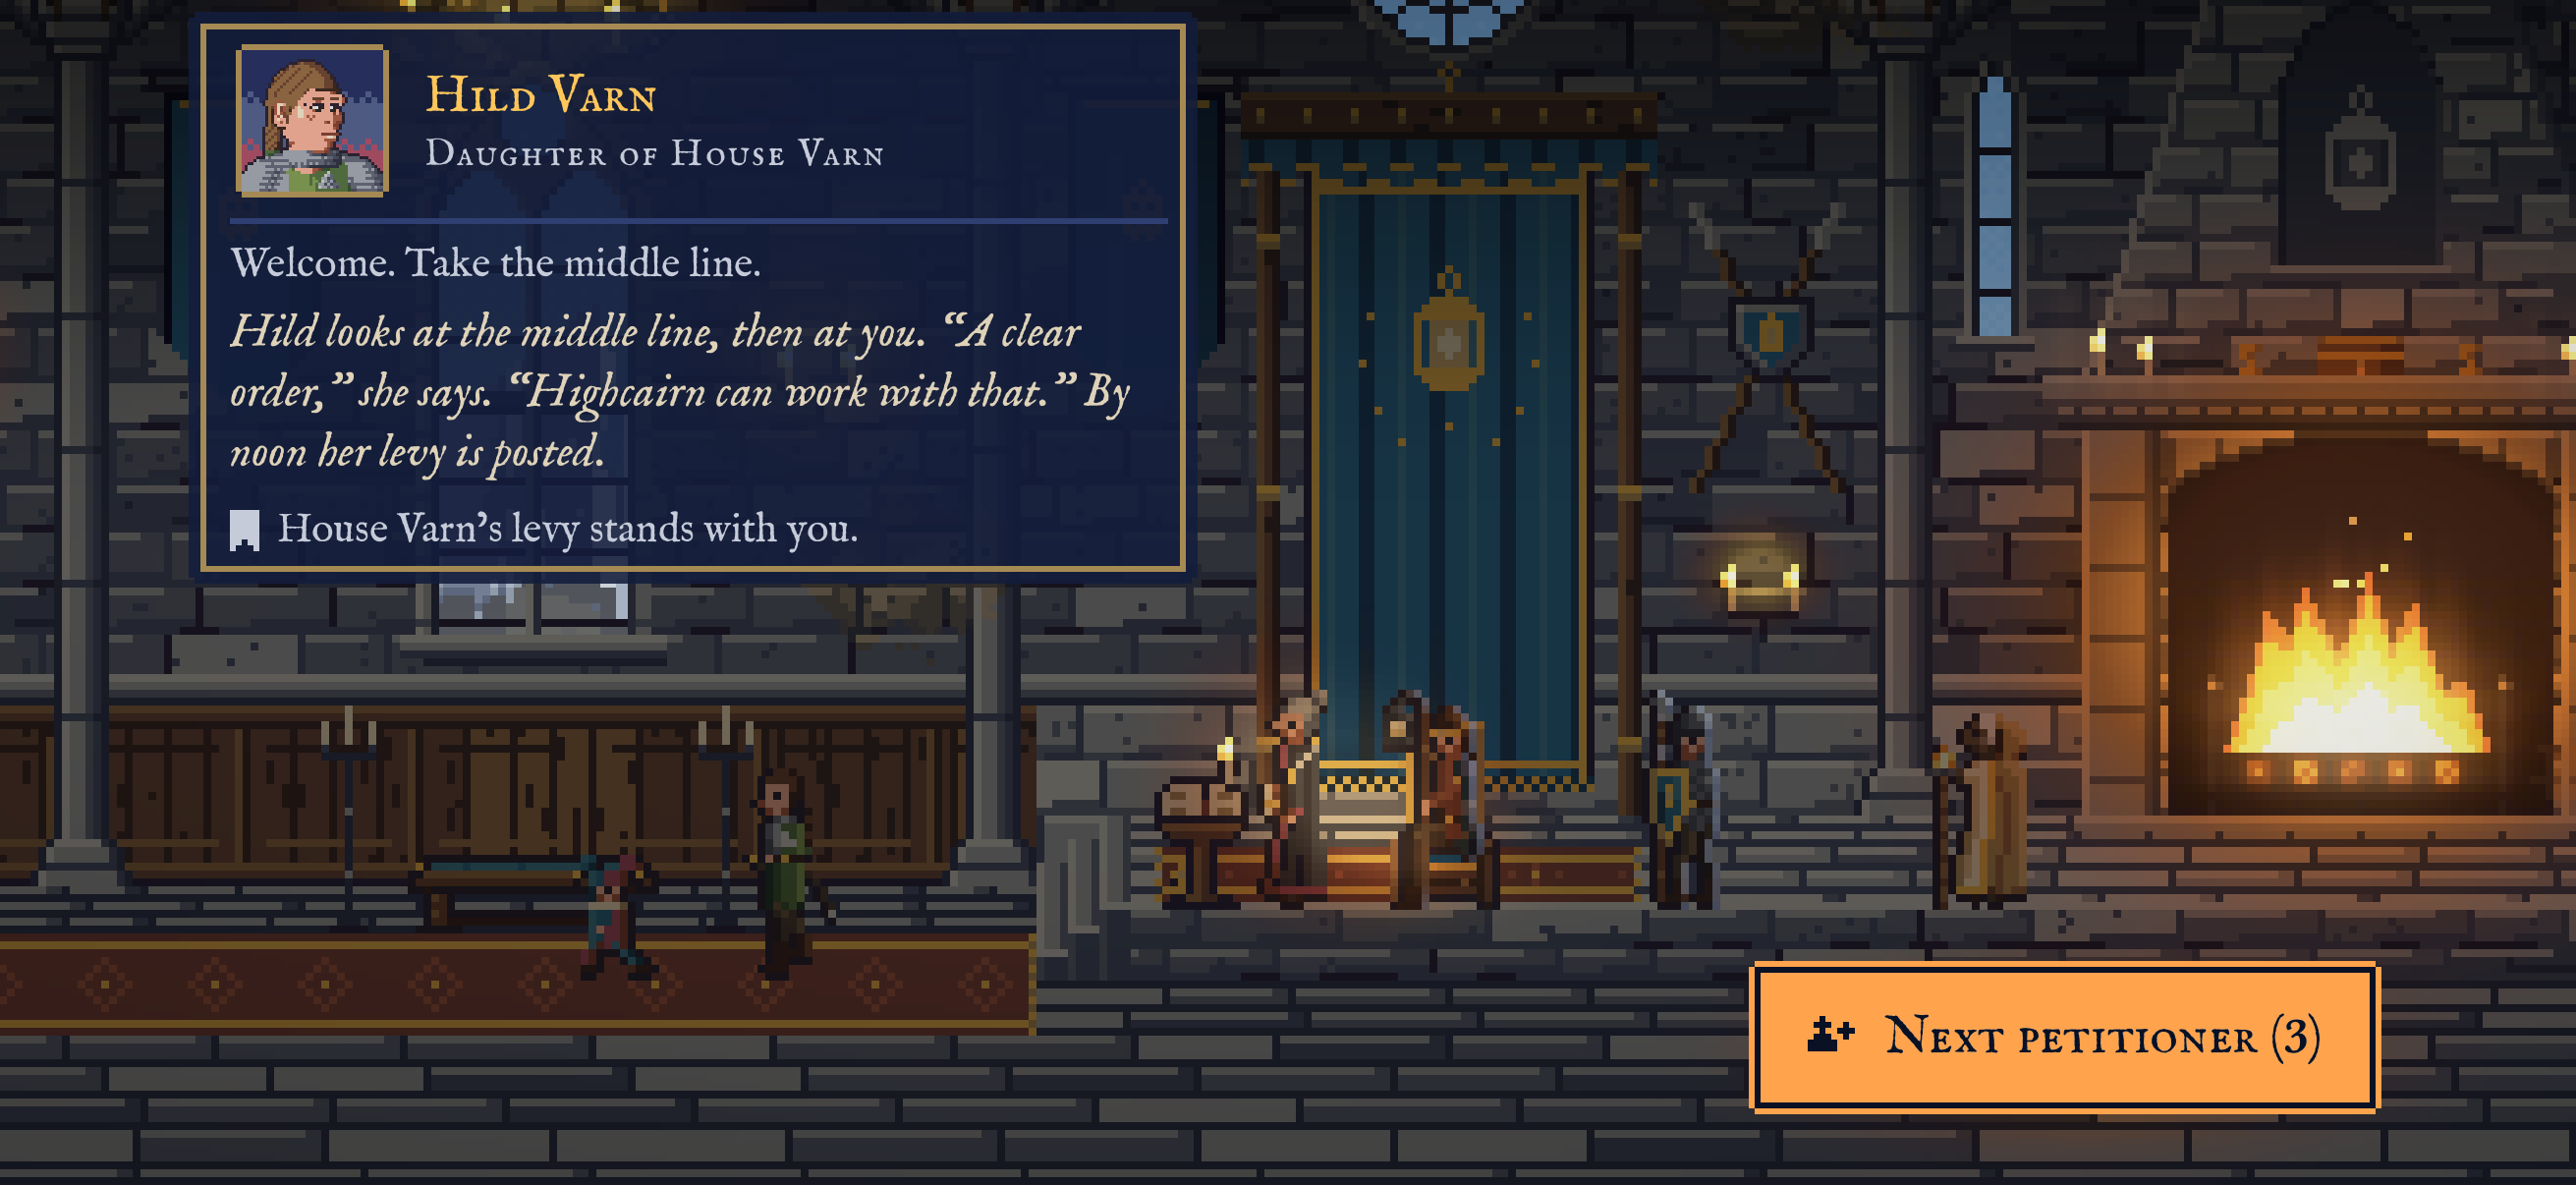 Hild Varn
Daughter of House Varn
Welcome. Take the middle line.
Hild looks at the middle line, then at you. “A clear
order,” she says. “Highcairn can work with that.” By
noon her levy is posted.
House Varn’s levy stands with you.
Next petitioner (3)